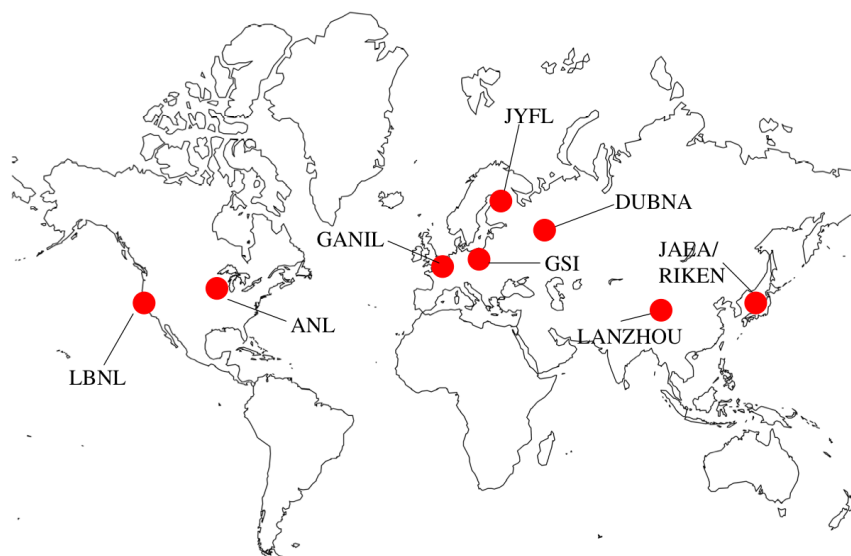 JYFL
DUBNA
GANIL
GSI
JAEA/
RIKEN
ANL
LANZHOU
LBNL